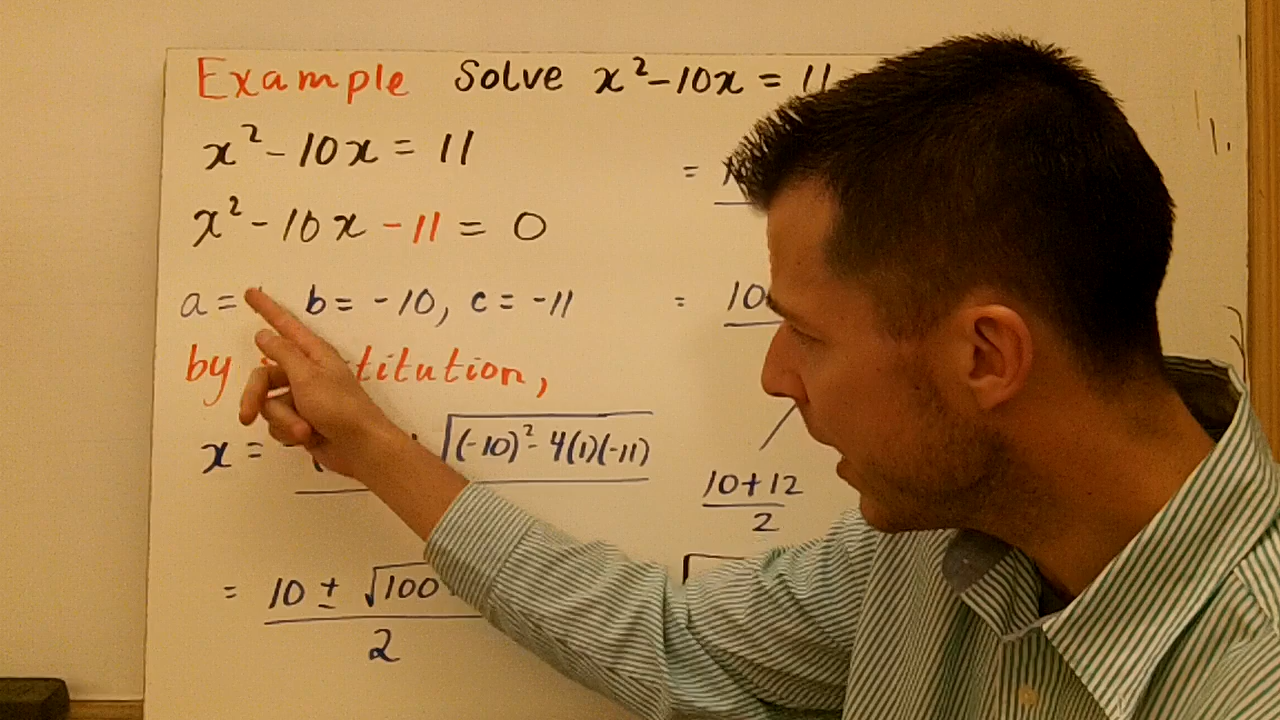 Example Solve x²-10x = 11
x²-10x = 11
x²-10x -11 = 0
a = b = -10, c = -11
by
x = √(-10)²-4(1)(-11)
= 10 ± √100
2
=
= 10
10+12
2